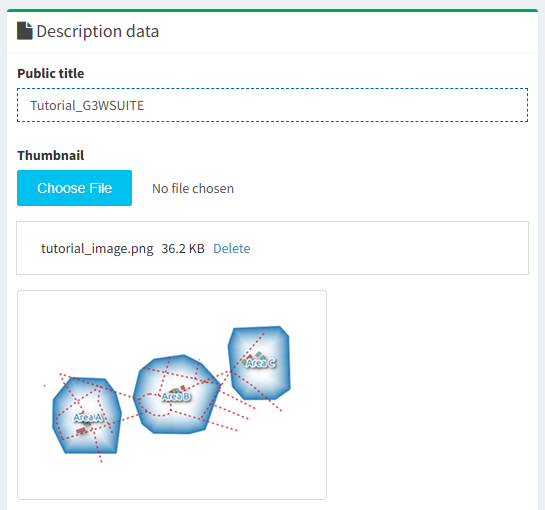 Description data
Public title
Tutorial_G3WSUITE
Thumbnail
Choose File No file chosen
tutorial_image.png 36.2 KB Delete
Area C
Area B
Area A